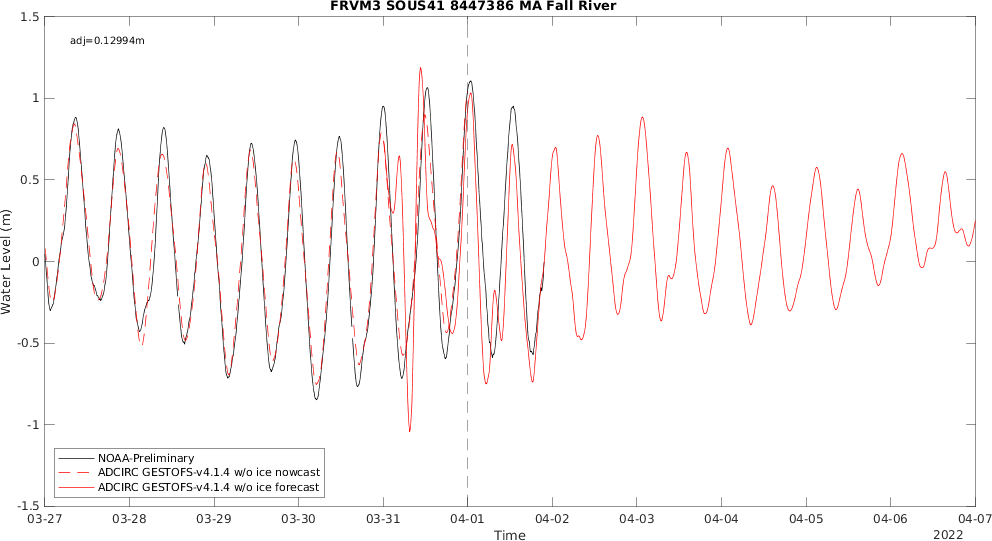 FRVM3 SOUS41 8447386 MA Fall River
adj=0.12994m
1.5
1
0.5
0
-0.5
-1
-1.5
Water Level (m)
NOAA-Preliminary
ADCIRC GESTOFS-v4.1.4 w/o ice nowcast
ADCIRC GESTOFS-v4.1.4 w/o ice forecast
03-27 03-28 03-29 03-30 03-31 04-01 04-02 04-03 04-04 04-05 04-06 04-07
Time
2022